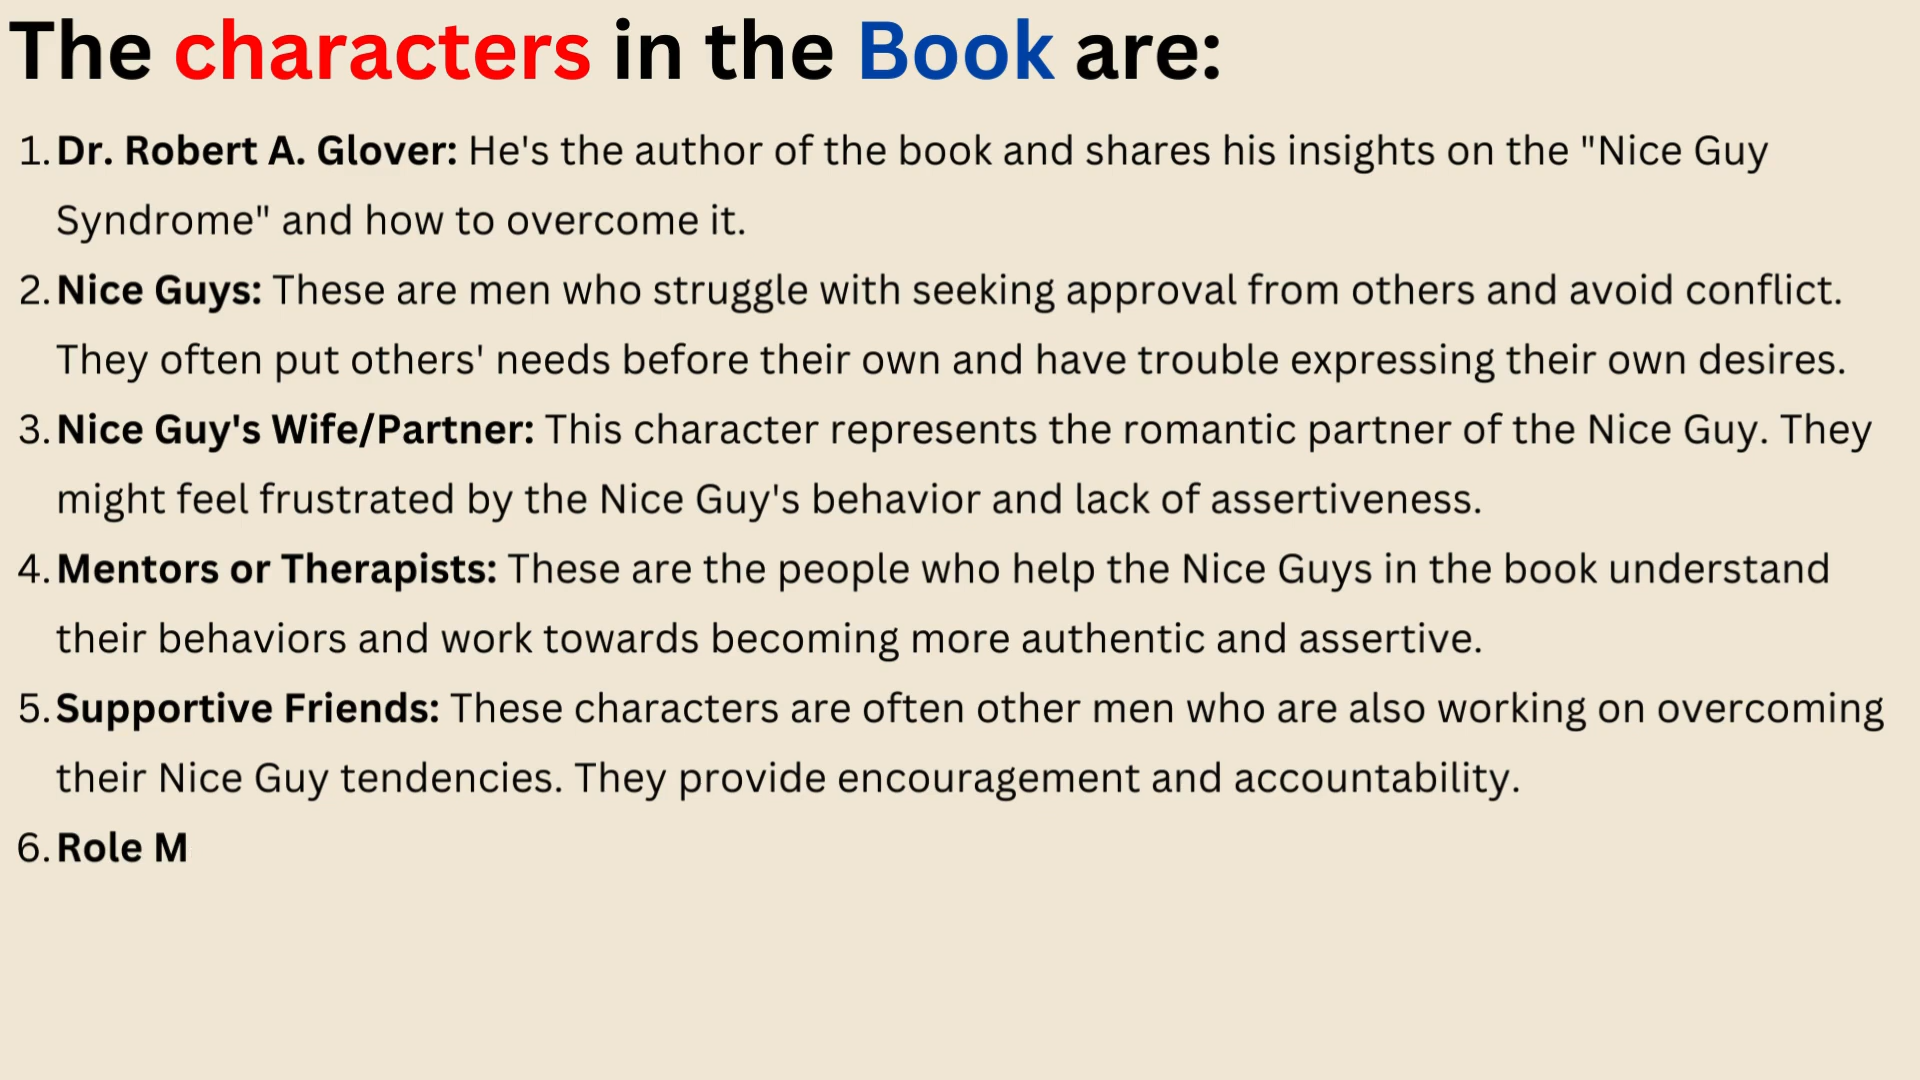 The characters in the Book are:
1. Dr. Robert A. Glover: He's the author of the book and shares his insights on the "Nice Guy
Syndrome" and how to overcome it.
2. Nice Guys: These are men who struggle with seeking approval from others and avoid conflict.
They often put others' needs before their own and have trouble expressing their own desires.
3. Nice Guy's Wife/Partner: This character represents the romantic partner of the Nice Guy. They
might feel frustrated by the Nice Guy's behavior and lack of assertiveness.
4. Mentors or Therapists: These are the people who help the Nice Guys in the book understand
their behaviors and work towards becoming more authentic and assertive.
5. Supportive Friends: These characters are often other men who are also working on overcoming
their Nice Guy tendencies. They provide encouragement and accountability.
6. Role M